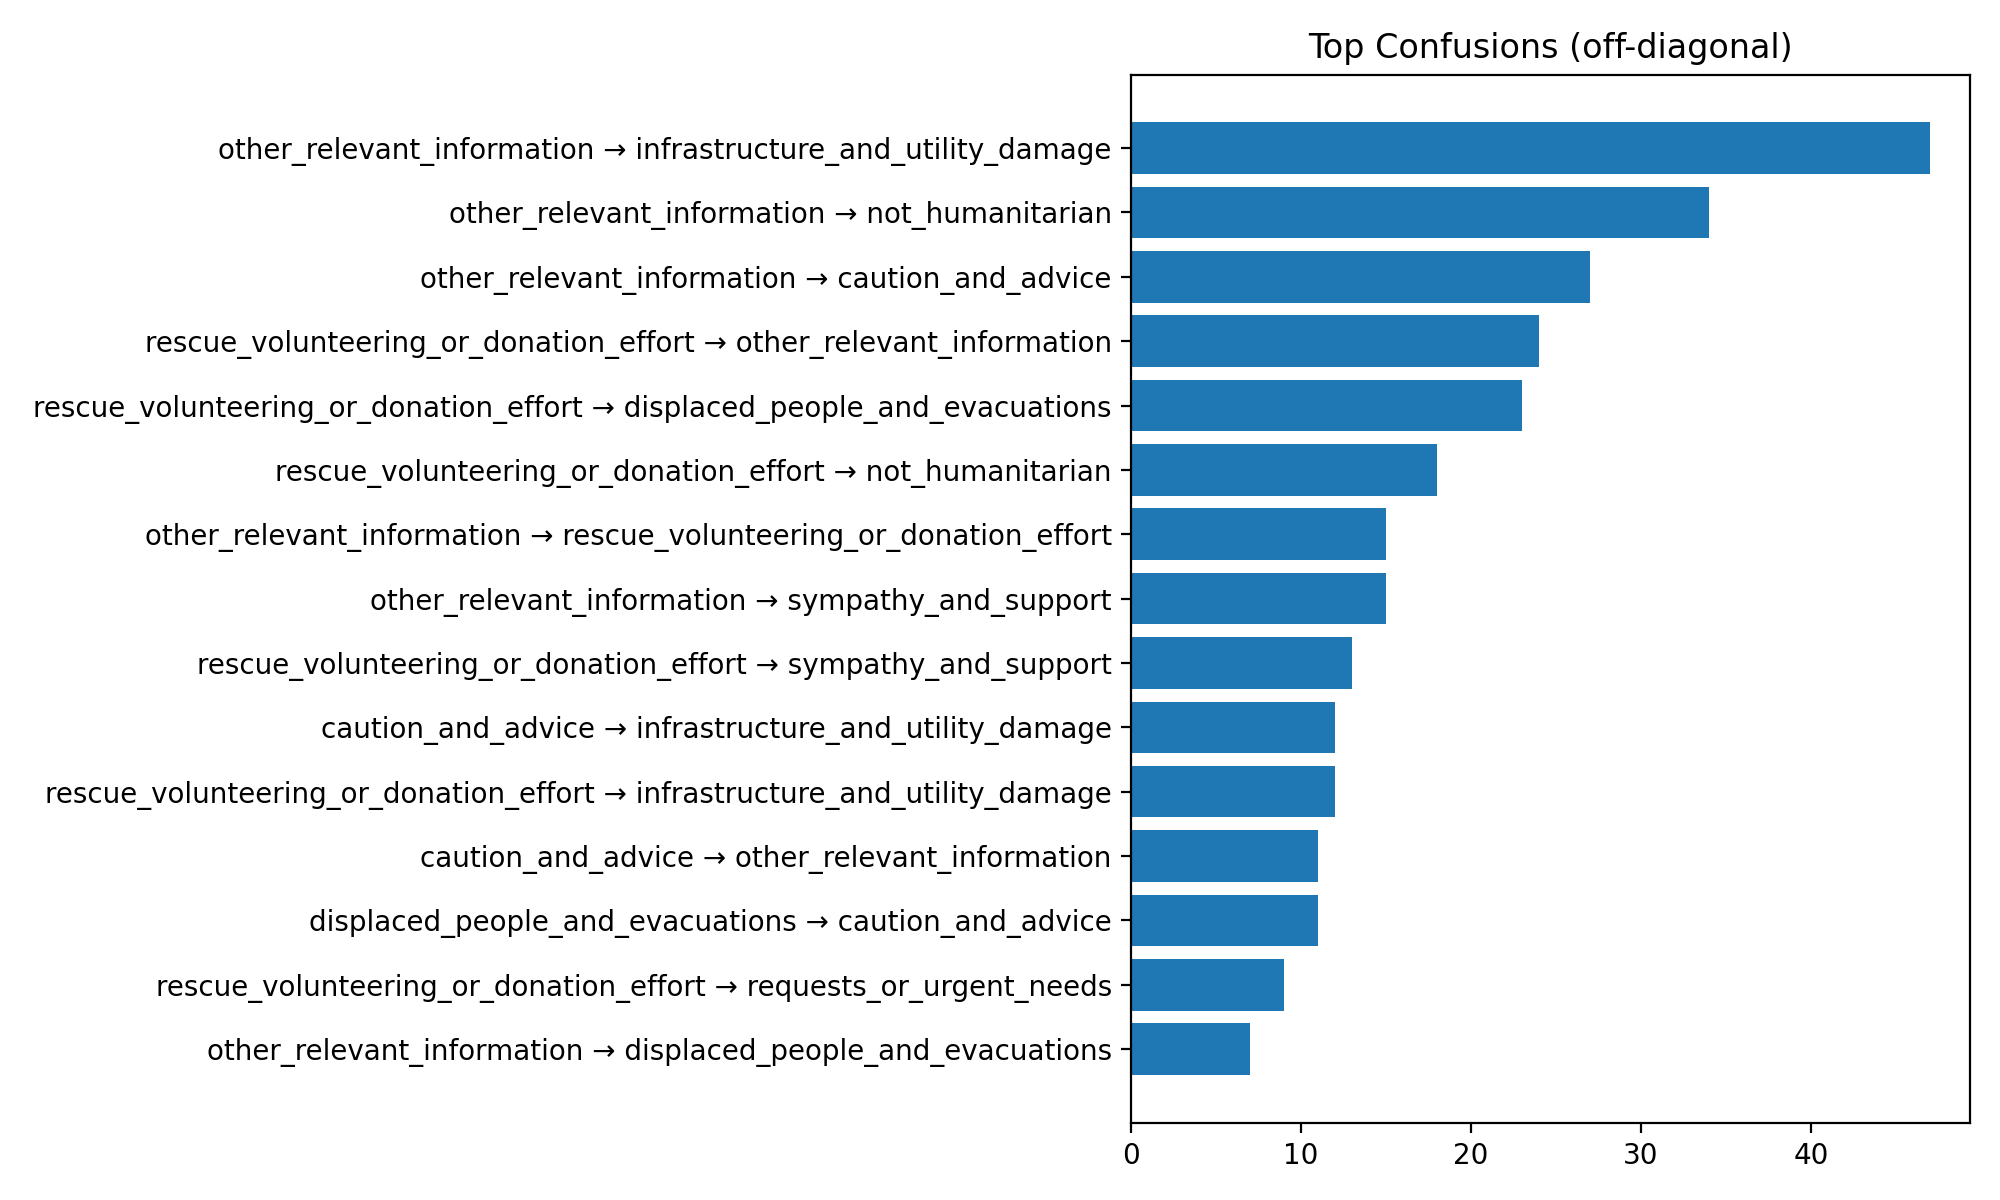 Top Confusions (off-diagonal)
other_relevant_information → infrastructure_and_utility_damage
other_relevant_information → not_humanitarian
other_relevant_information → caution_and_advice
rescue_volunteering_or_donation_effort → other_relevant_information
rescue_volunteering_or_donation_effort → displaced_people_and_evacuations
rescue_volunteering_or_donation_effort → not_humanitarian
other_relevant_information → rescue_volunteering_or_donation_effort
other_relevant_information → sympathy_and_support
rescue_volunteering_or_donation_effort → sympathy_and_support
caution_and_advice → infrastructure_and_utility_damage
rescue_volunteering_or_donation_effort → infrastructure_and_utility_damage
caution_and_advice → other_relevant_information
displaced_people_and_evacuations → caution_and_advice
rescue_volunteering_or_donation_effort → requests_or_urgent_needs
other_relevant_information → displaced_people_and_evacuations
0 10 20 30 40